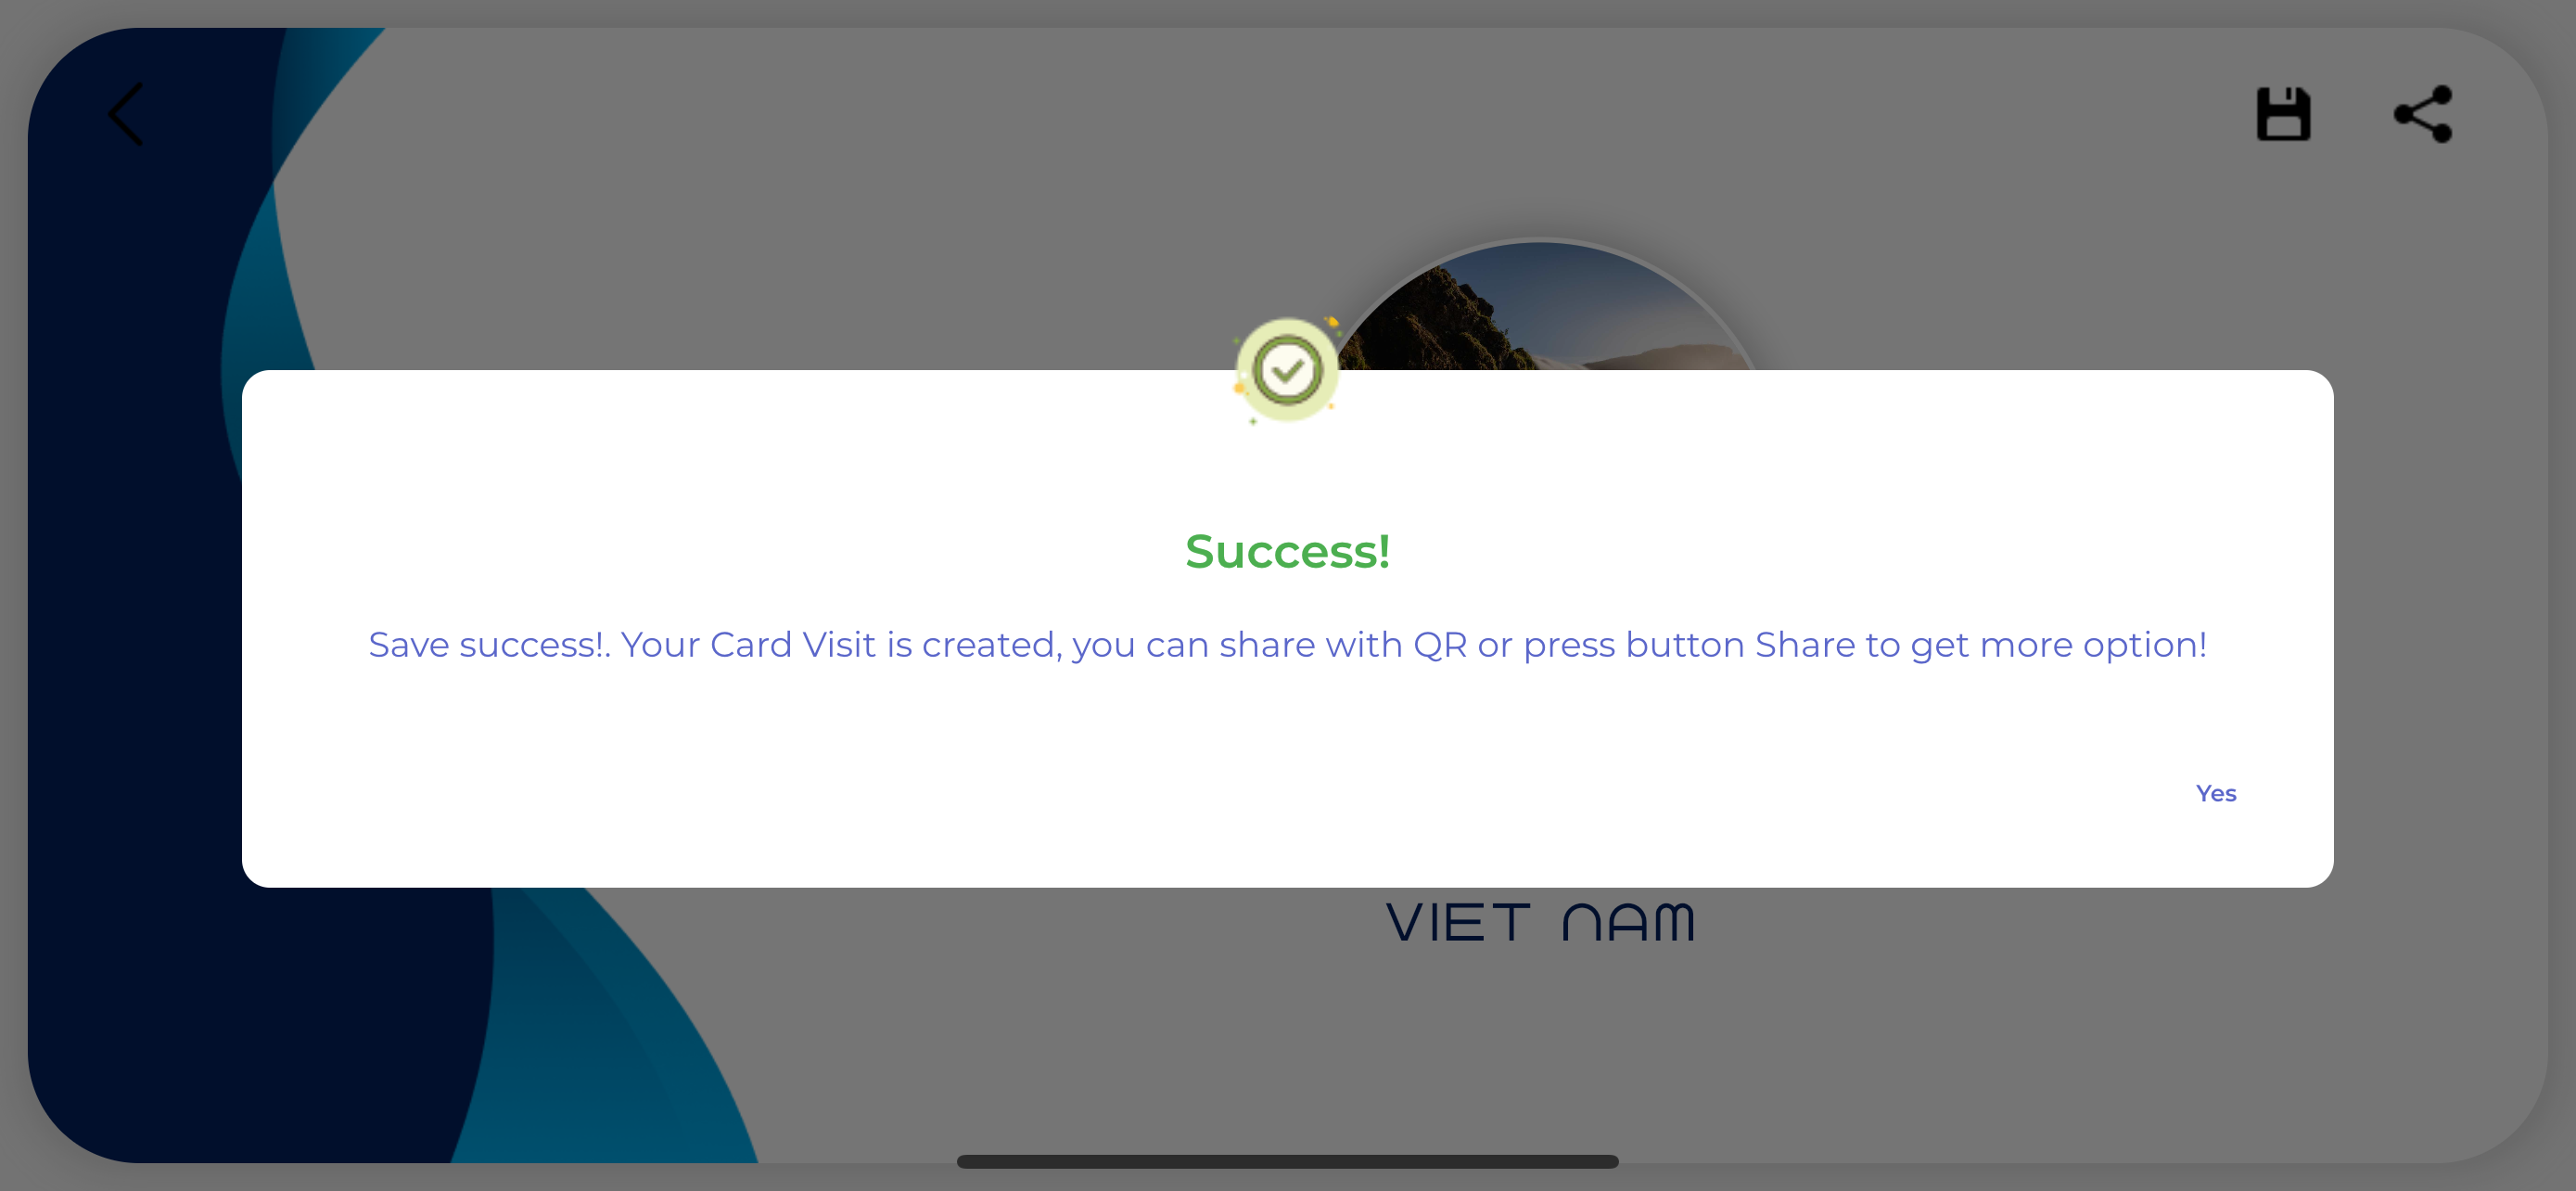 Success!
Save success!. Your Card Visit is created, you can share with QR or press button Share to get more option!
Yes
VIET NAM